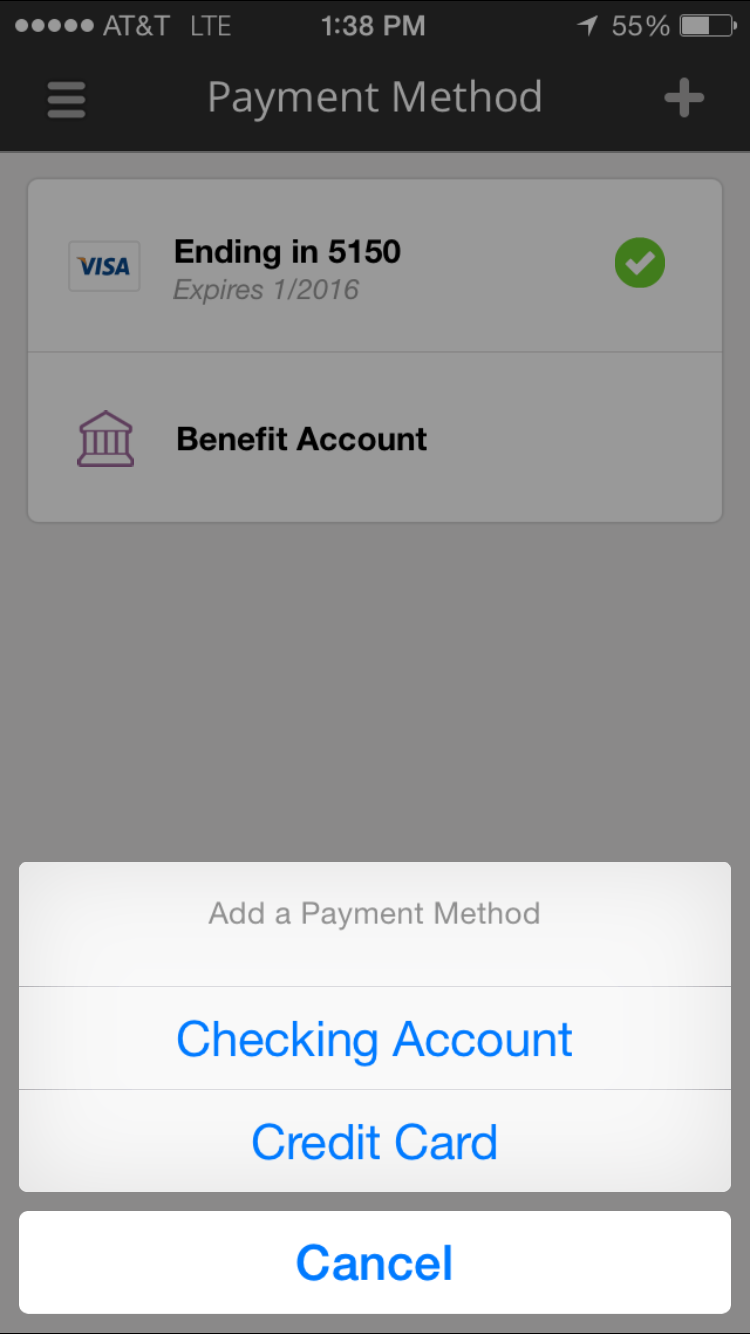 AT&T LTE 1:38 PM 55%
Payment Method
VISA
Ending in 5150
Expires 1/2016
Benefit Account
Add a Payment Method
Checking Account
Credit Card
Cancel